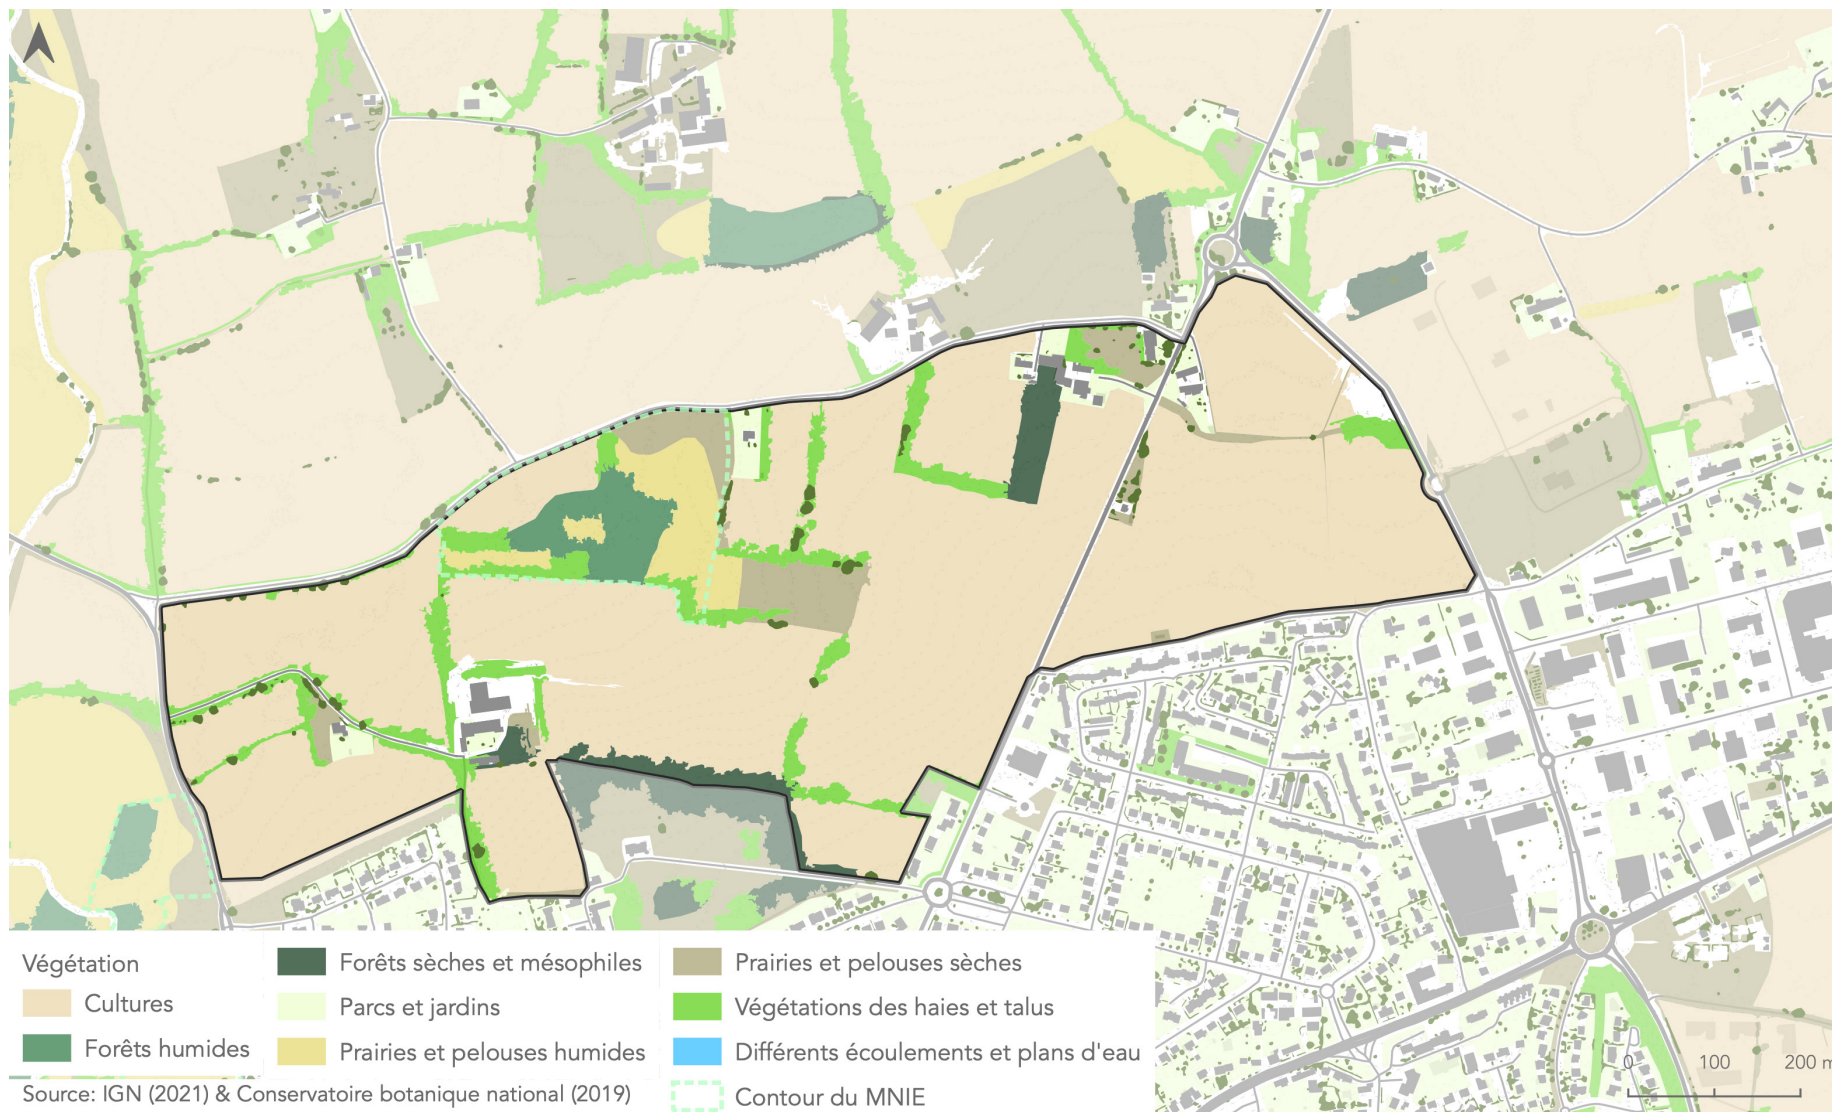 Végétation
Cultures
Forêts humides
Forêts sèches et mésophiles
Parcs et jardins
Prairies et pelouses humides
Prairies et pelouses sèches
Végétations des haies et talus
Différents écoulements et plans d'eau
Contour du MNIE
Source: IGN (2021) & Conservatoire botanique national (2019)
0 100 200 m